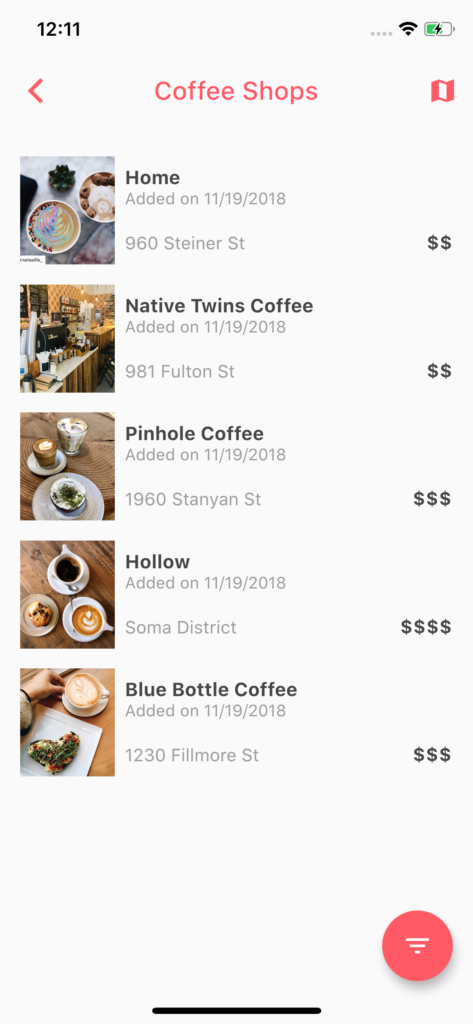 12:11
Coffee Shops
Home
Added on 11/19/2018
960 Steiner St
$$
Native Twins Coffee
Added on 11/19/2018
981 Fulton St
$$
Pinhole Coffee
Added on 11/19/2018
1960 Stanyan St
$$$
Hollow
Added on 11/19/2018
Soma District
$$$$
Blue Bottle Coffee
Added on 11/19/2018
1230 Fillmore St
$$$